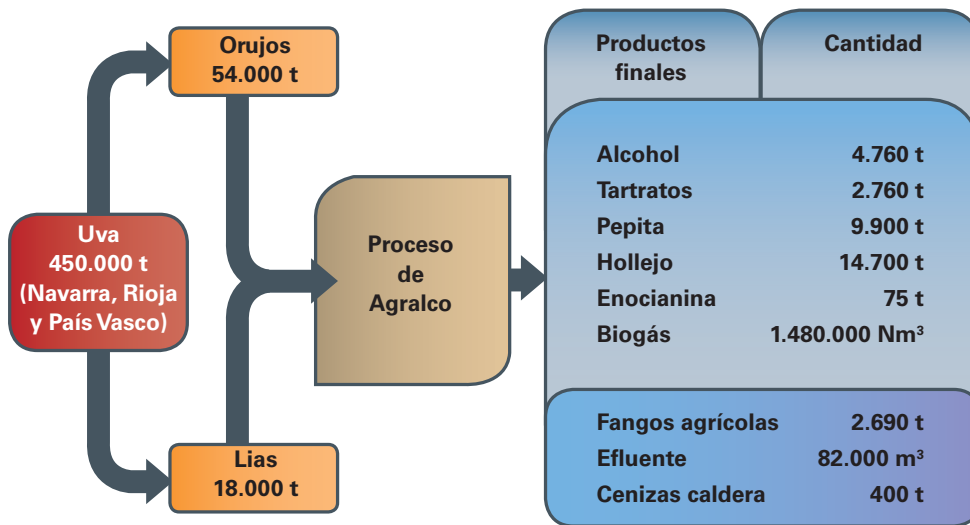 Uva
450.000 t
(Navarra, Rioja
y País Vasco)
Orujos
54.000 t
Lias
18.000 t
Proceso
de
Agralco
Productos
finales
Cantidad
Alcohol 4.760 t
Tartratos 2.760 t
Pepita 9.900 t
Hollejo 14.700 t
Enocianina 75 t
Biogás 1.480.000 Nm³
Fangos agrícolas 2.690 t
Efluente 82.000 m³
Cenizas caldera 400 t